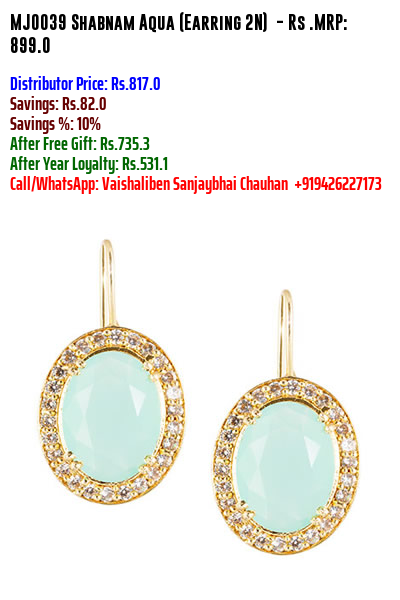 MJ0039 Shabnam Aqua (Earring 2N) - Rs .MRP:
899.0
Distributor Price: Rs.817.0
Savings: Rs.82.0
Savings %: 10%
After Free Gift: Rs.735.3
After Year Loyalty: Rs.531.1
Call/WhatsApp: Vaishaliben Sanjaybhai Chauhan +919426227173